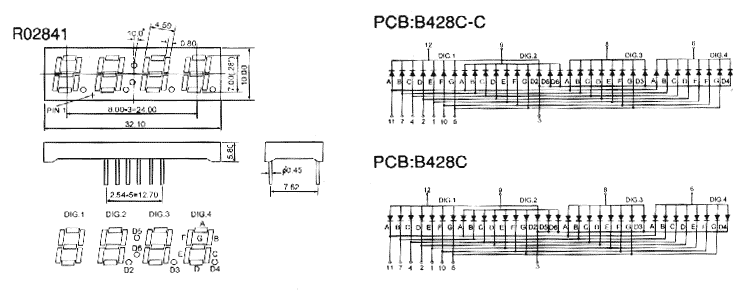 R02841
10.0°
4.50
0.80
7.00(.28")
10.00
PIN 1
8.00×3=24.00
32.10
5.80
2.54×5=12.70
ϕ0.45
7.62
DIG.1 DIG.2 DIG.3 DIG.4
D5
D6
A
F G B
E C
D
D2 D3 D4
PCB:B428C-C
12 DIG.1 9 DIG.2 8 DIG.3 6 DIG.4
A B C D E F G A B C D E F G D2 D5 D6 A B C D E F G D3 A B C D E F G D4
11 7 4 2 1 10 5 3
PCB:B428C
12 DIG.1 9 DIG.2 8 DIG.3 6 DIG.4
A B C D E F G A B C D E F G D2 D5 D6 A B C D E F G D3 A B C D E F G D4
11 7 4 2 1 10 5 3